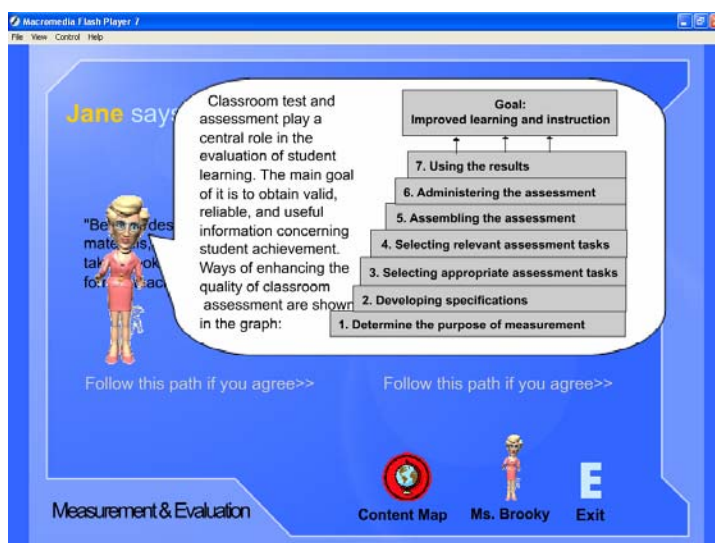 Macromedia Flash Player 7
File View Control Help
Jane says
Classroom test and
assessment play a
central role in the
evaluation of student
learning. The main goal
of it is to obtain valid,
reliable, and useful
information concerning
student achievement.
Ways of enhancing the
quality of classroom
assessment are shown
in the graph:
Goal:
Improved learning and instruction
7. Using the results
6. Administering the assessment
5. Assembling the assessment
4. Selecting relevant assessment tasks
3. Selecting appropriate assessment tasks
2. Developing specifications
1. Determine the purpose of measurement
Follow this path if you agree>>
Follow this path if you agree>>
Measurement & Evaluation
Content Map
Ms. Brooky
E
Exit